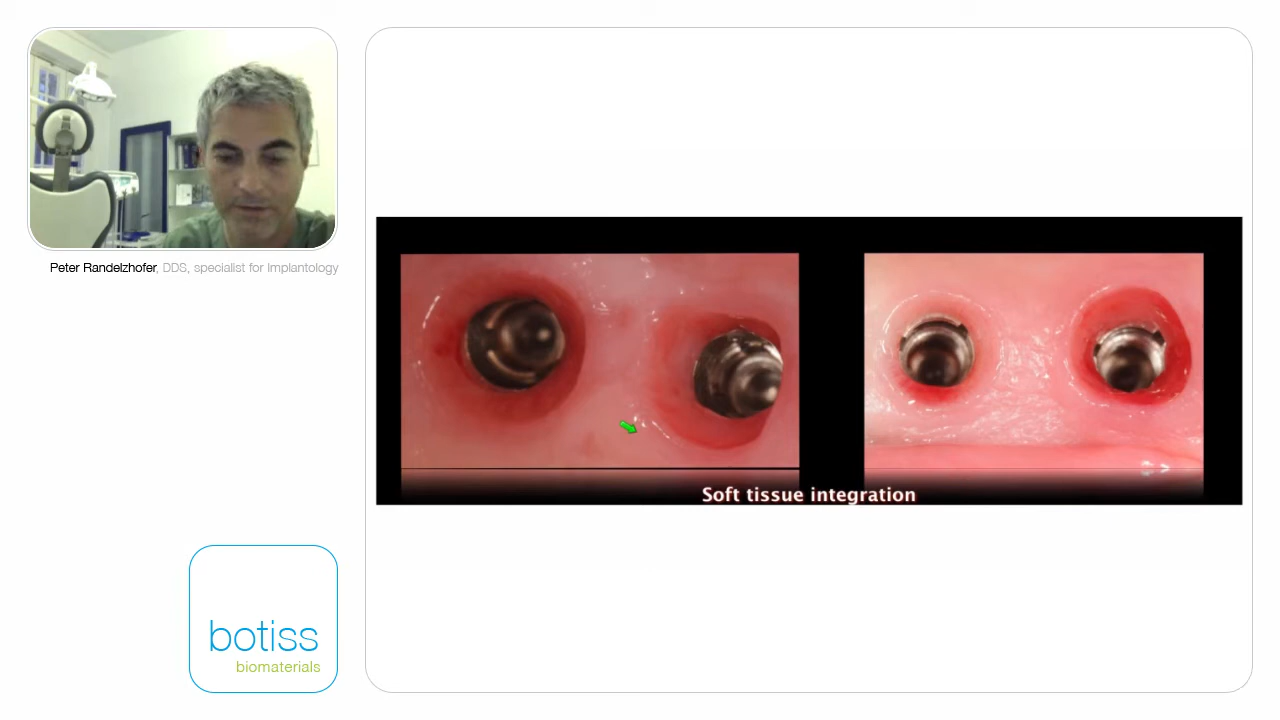 Peter Randelzhofer, DDS, specialist for Implantology
Soft tissue integration
botiss
biomaterials